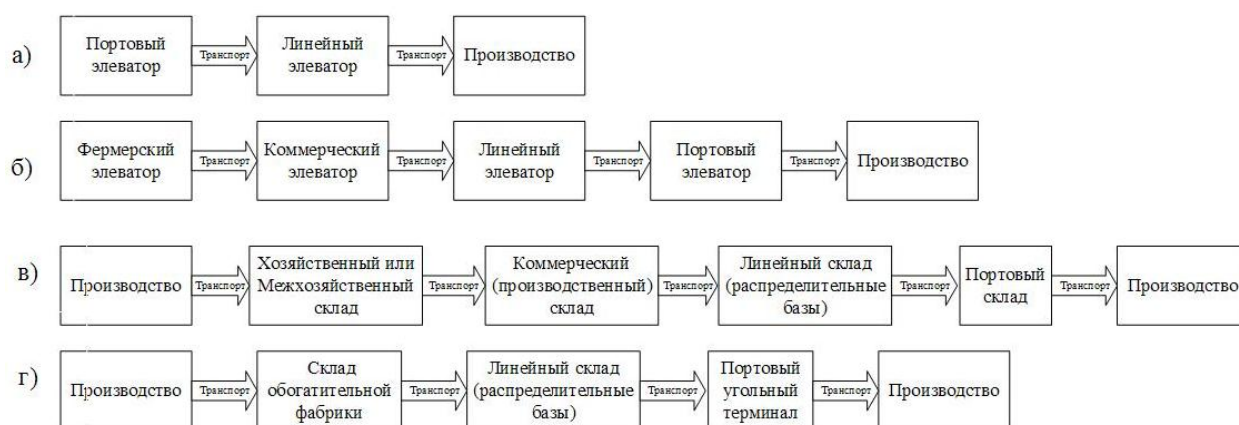 а)
Портовый
элеватор
Транспорт
Линейный
элеватор
Транспорт
Производство
б)
Фермерский
элеватор
Транспорт
Коммерческий
элеватор
Транспорт
Линейный
элеватор
Транспорт
Портовый
элеватор
Транспорт
Производство
в)
Производство
Транспорт
Хозяйственный или
Межхозяйственный
склад
Транспорт
Коммерческий
(производственный)
склад
Транспорт
Линейный склад
(распределительные
базы)
Транспорт
Портовый
склад
Транспорт
Производство
г)
Производство
Транспорт
Склад
обогатительной
фабрики
Транспорт
Линейный склад
(распределительные
базы)
Транспорт
Портовый
угольный
терминал
Транспорт
Производство